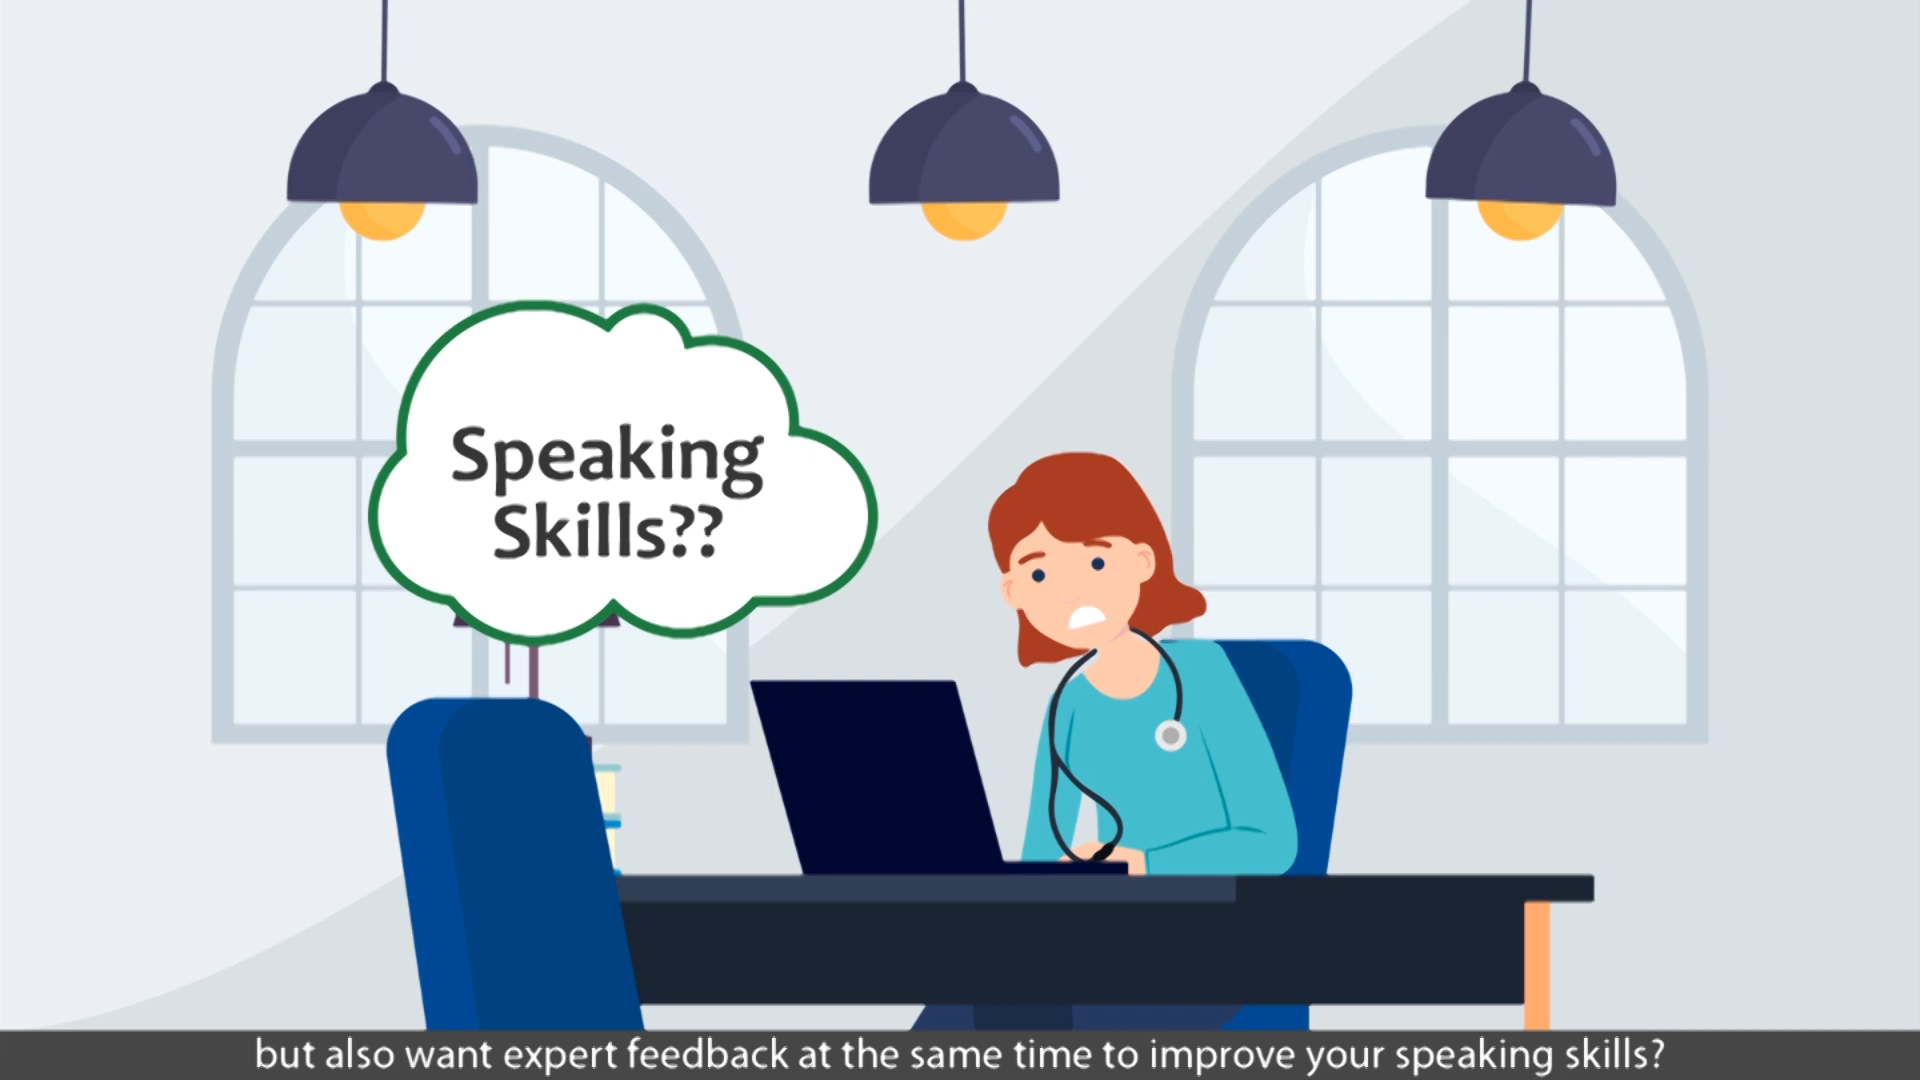 Speaking
Skills??
but also want expert feedback at the same time to improve your speaking skills?